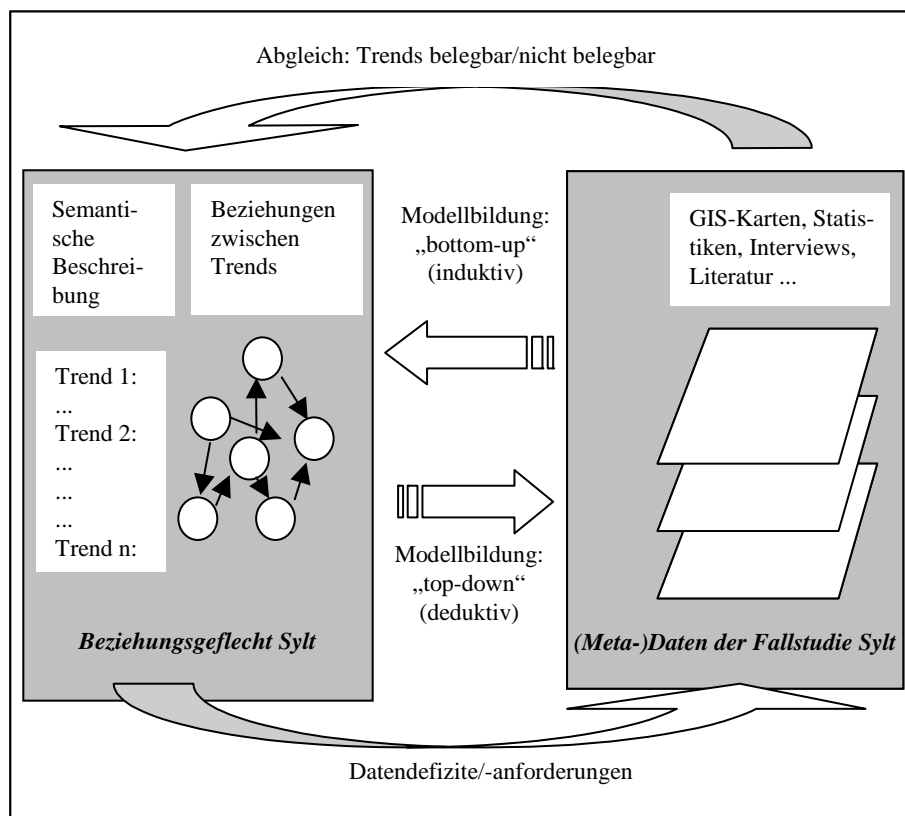 Abgleich: Trends belegbar/nicht belegbar
Semanti-
sche
Beschrei-
bung
Beziehungen
zwischen
Trends
Trend 1:
...
Trend 2:
...
...
...
Trend n:
Beziehungsgeflecht Sylt
Modellbildung:
„bottom-up“
(induktiv)
Modellbildung:
„top-down“
(deduktiv)
GIS-Karten, Statis-
tiken, Interviews,
Literatur ...
(Meta-)Daten der Fallstudie Sylt
Datendefizite/-anforderungen